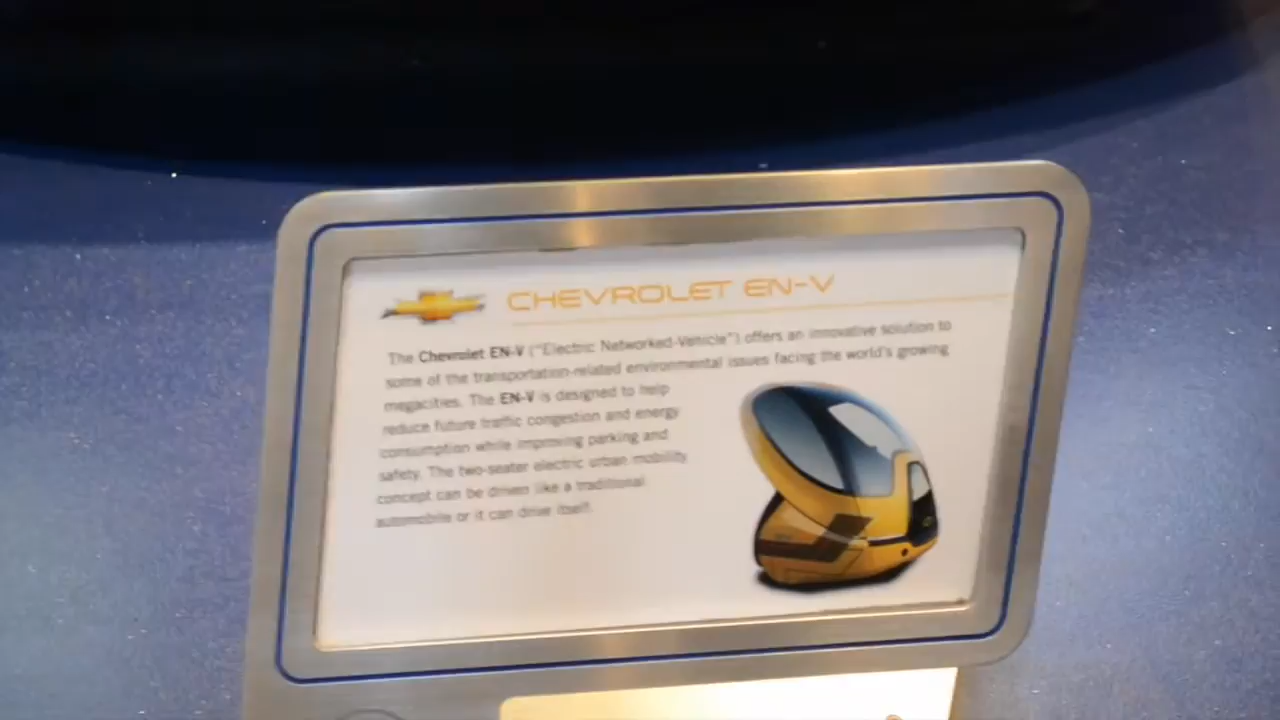 CHEVROLET EN-V
The Chevrolet EN-V ("Electric Networked-Vehicle") offers an innovative solution to
some of the transportation-related environmental issues facing the world's growing
megacities. The EN-V is designed to help
reduce future traffic congestion and energy
consumption while improving parking and
safety. The two-seater electric urban mobility
concept can be driven like a traditional
automobile or it can drive itself.